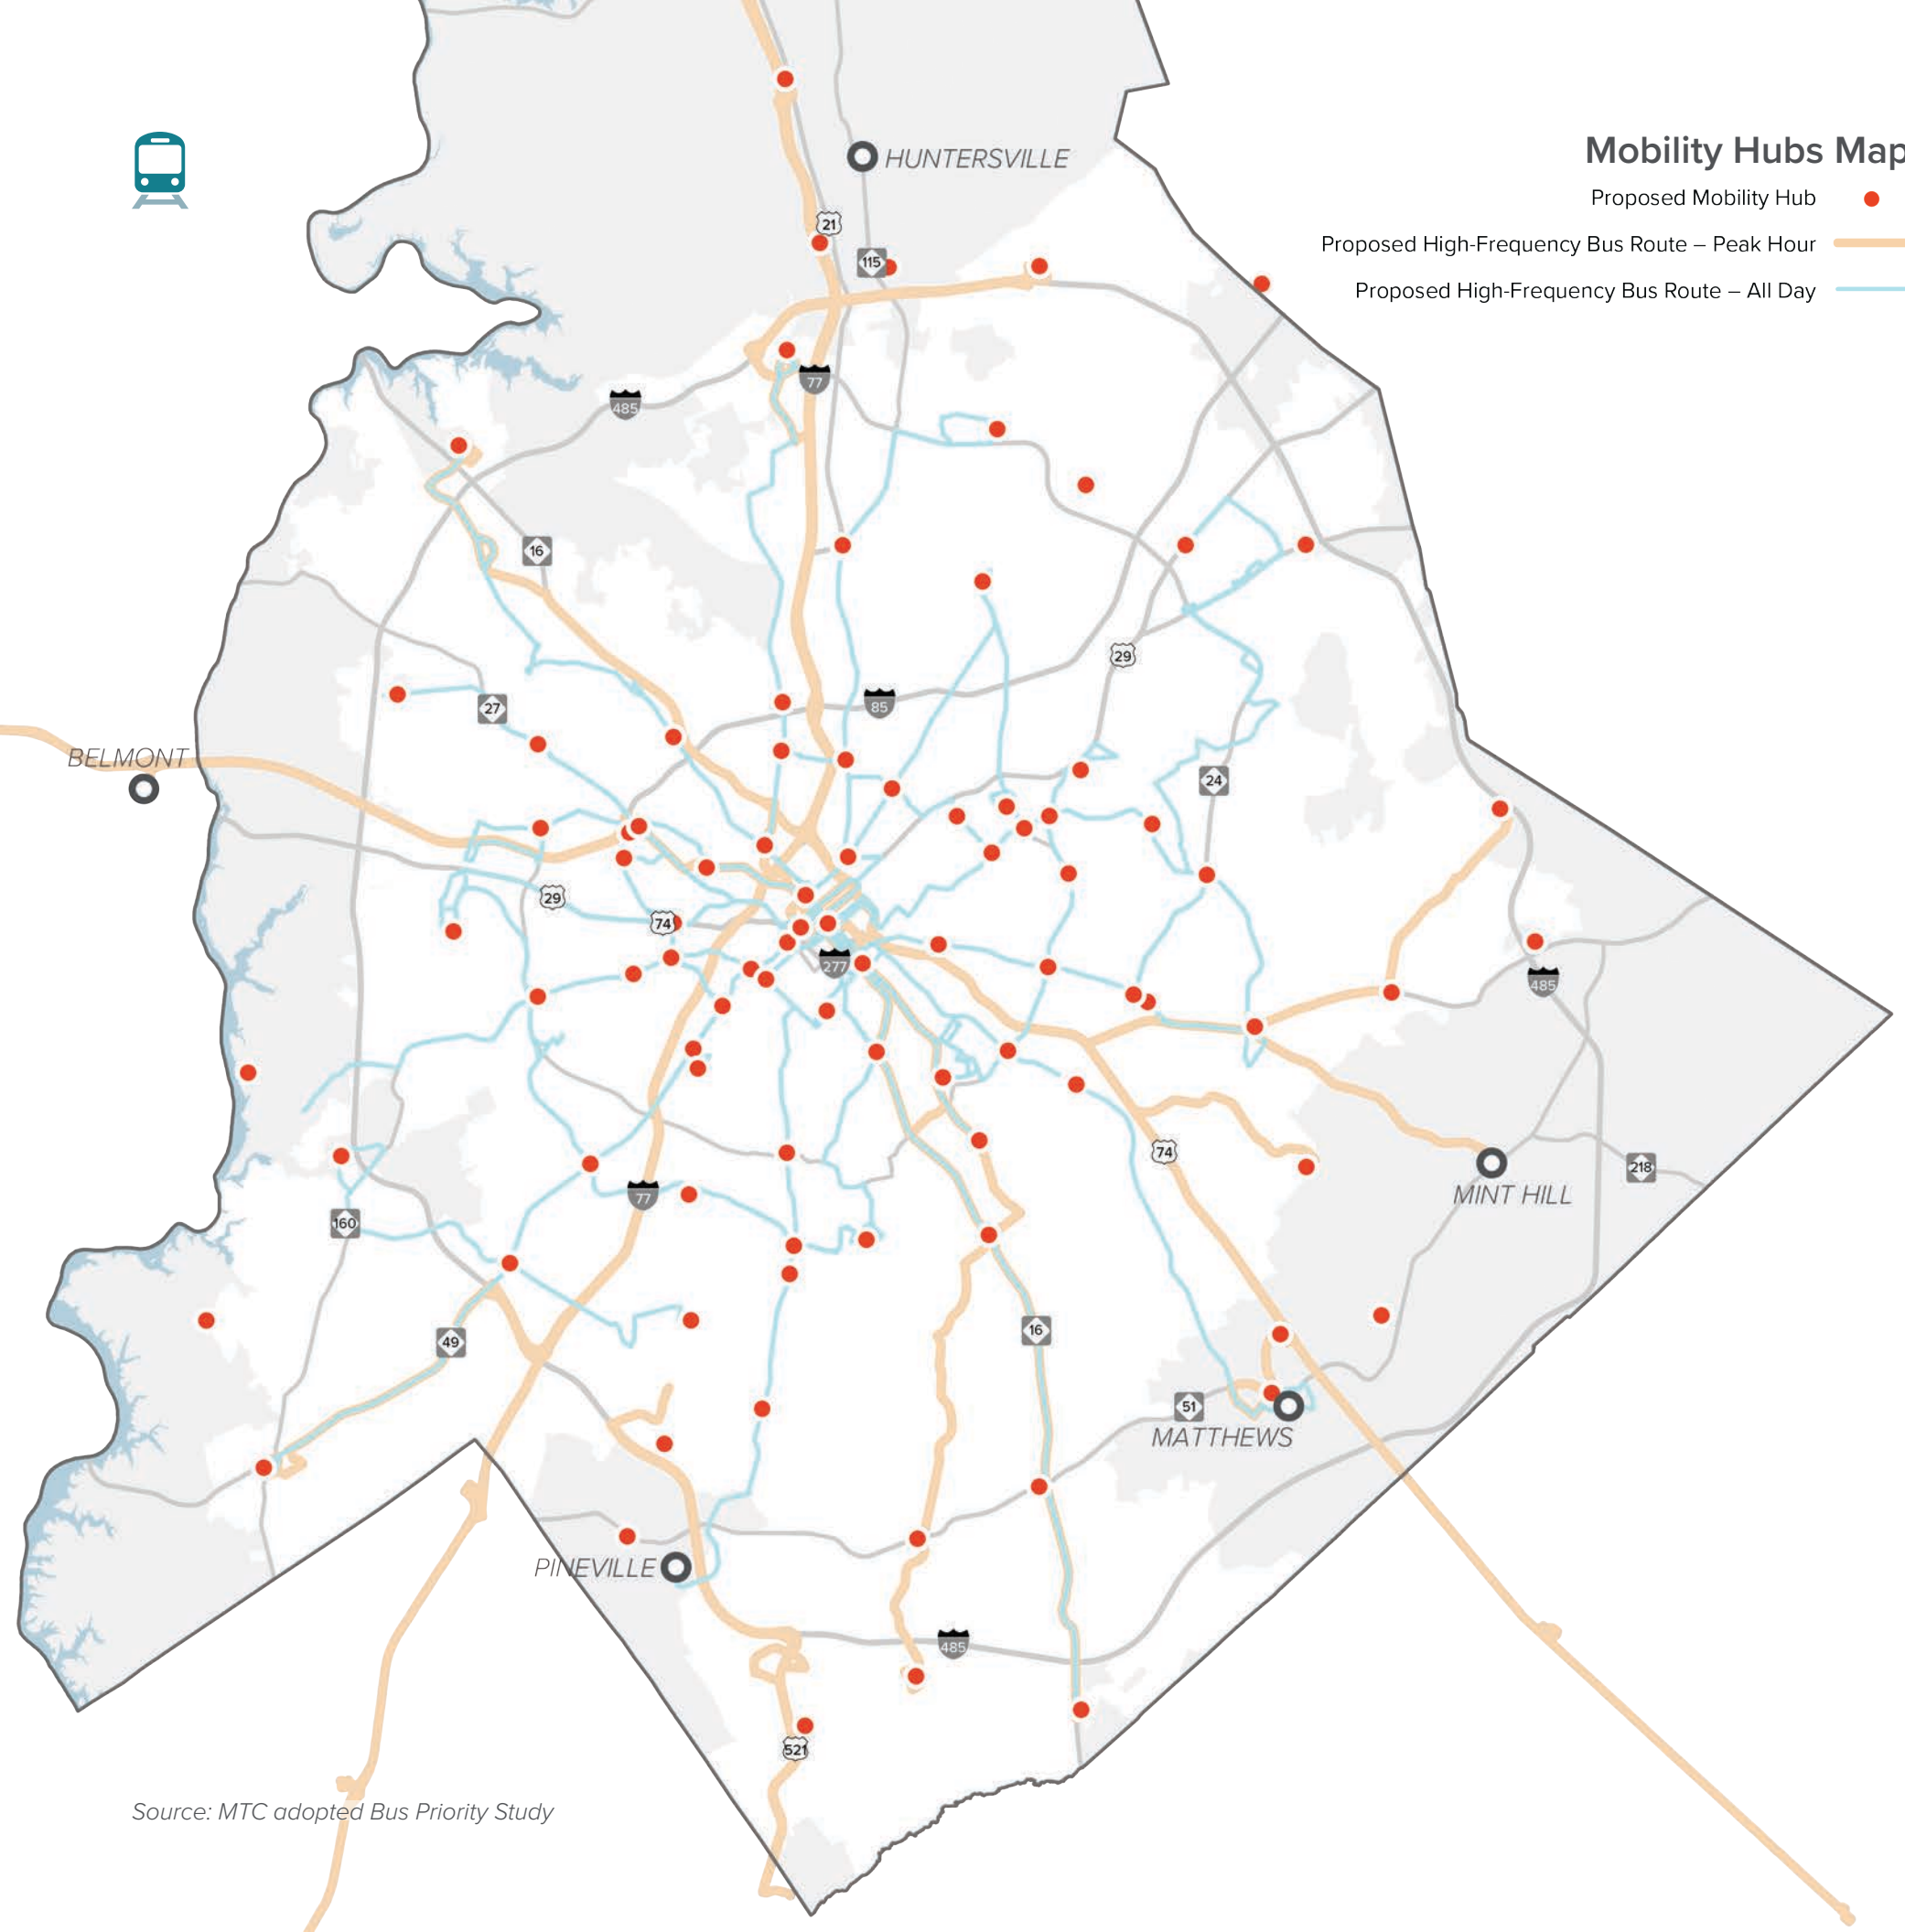 Mobility Hubs Map
Proposed Mobility Hub
Proposed High-Frequency Bus Route – Peak Hour
Proposed High-Frequency Bus Route – All Day
HUNTERSVILLE
21
115
77
485
16
29
85
27
BELMONT
24
29
74
277
485
74
218
MINT HILL
77
160
16
49
51
MATTHEWS
PINEVILLE
485
521
Source: MTC adopted Bus Priority Study